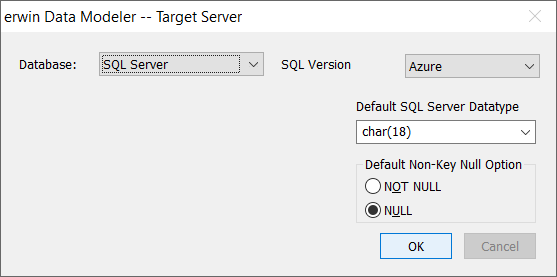 erwin Data Modeler -- Target Server
Database: SQL Server SQL Version Azure
Default SQL Server Datatype
char(18)
Default Non-Key Null Option
NOT NULL
NULL
OK Cancel